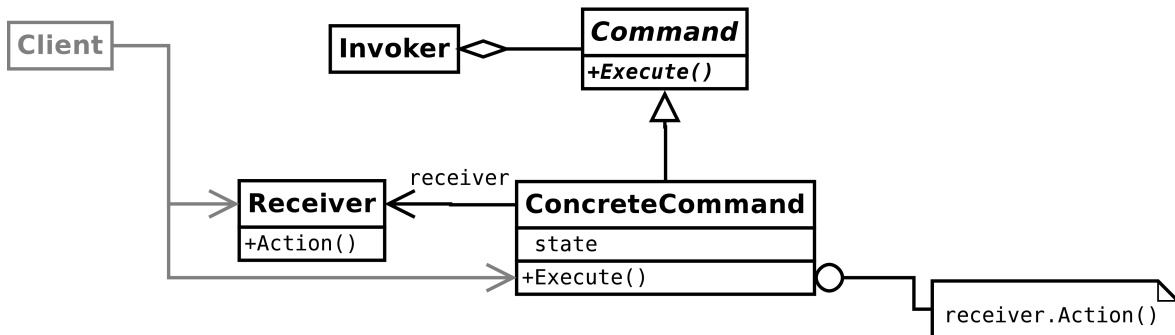 Client
Invoker
Command
+Execute()
receiver
Receiver
+Action()
ConcreteCommand
state
+Execute()
receiver.Action()